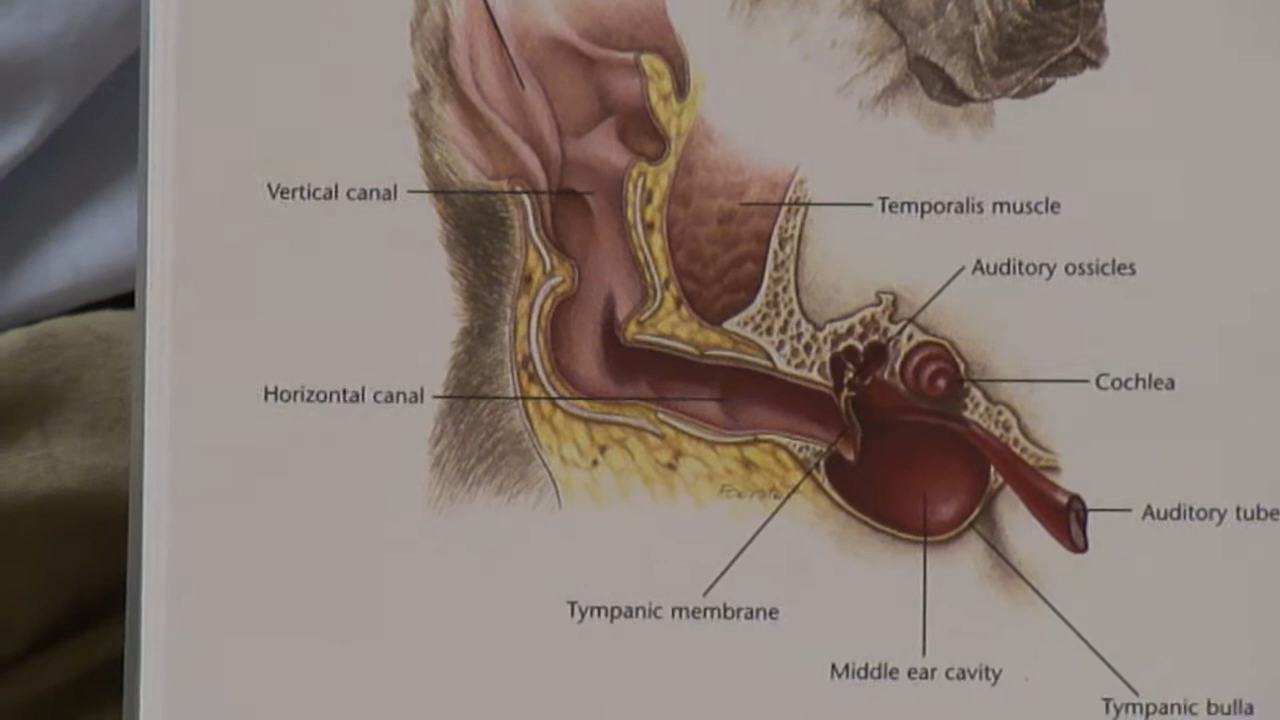 Vertical canal
Temporalis muscle
Auditory ossicles
Cochlea
Horizontal canal
Auditory tube
Tympanic membrane
Middle ear cavity
Tympanic bulla